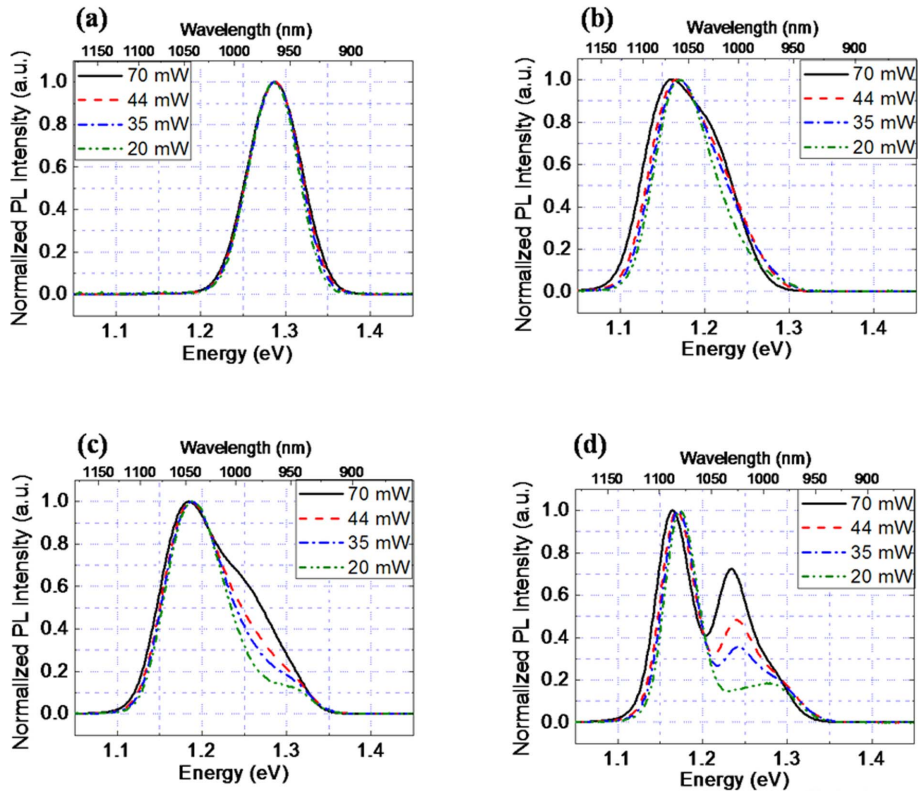 (a)
Wavelength (nm)
1150 1100 1050 1000 950 900
Normalized PL Intensity (a.u.)
1.0
0.8
0.6
0.4
0.2
0.0
70 mW
44 mW
35 mW
20 mW
1.1 1.2 1.3 1.4
Energy (eV)
(b)
Wavelength (nm)
1150 1100 1050 1000 950 900
Normalized PL Intensity (a.u.)
1.0
0.8
0.6
0.4
0.2
0.0
70 mW
44 mW
35 mW
20 mW
1.1 1.2 1.3 1.4
Energy (eV)
(c)
Wavelength (nm)
1150 1100 1050 1000 950 900
Normalized PL Intensity (a.u.)
1.0
0.8
0.6
0.4
0.2
0.0
70 mW
44 mW
35 mW
20 mW
1.1 1.2 1.3 1.4
Energy (eV)
(d)
Wavelength (nm)
1150 1100 1050 1000 950 900
Normalized PL Intensity (a.u.)
1.0
0.8
0.6
0.4
0.2
0.0
70 mW
44 mW
35 mW
20 mW
1.1 1.2 1.3 1.4
Energy (eV)